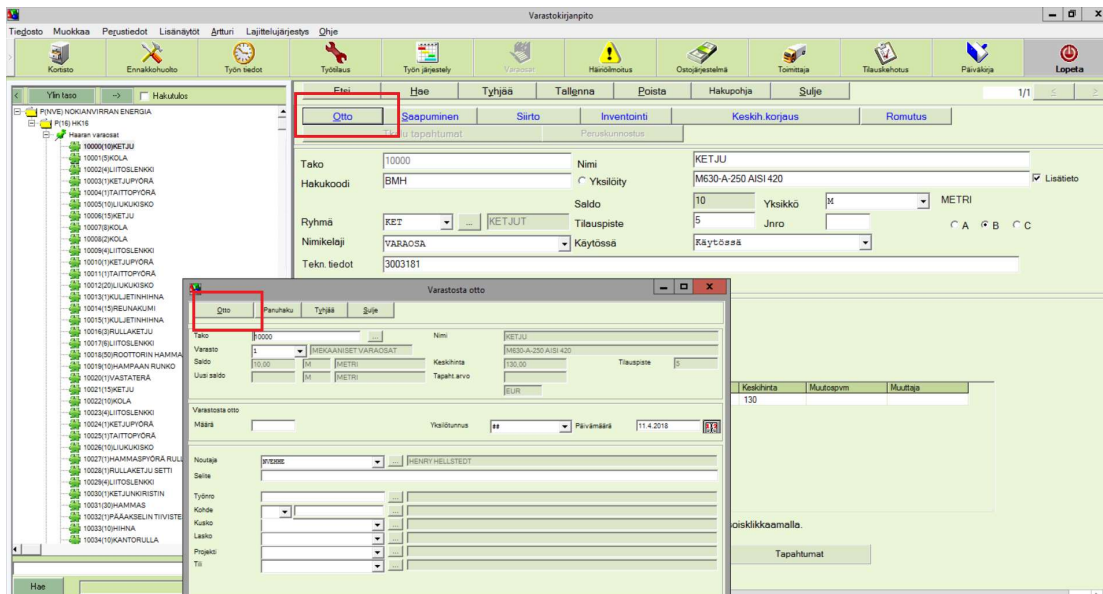 Varastokirjanpito
Tiedosto Muokkaa Perustiedot Lisänäytöt Artturi Lajittelujärjestys Ohje
Kortisto Ennakkohuolto Työn tiedot Työtilaus Työn järjestely Varaosat Häiriöilmoitus Ostojärjestelmä Toimittaja Tilauskehotus Päiväkirja Lopeta
< Ylin taso --> Hakutulos
Etsi Hae Tyhjää Tallenna Poista Hakupohja Sulje 1/1 < >
Otto Saapuminen Siirto Inventointi Keskih.korjaus Romutus
tapahtumat Peruskunnostus
P(NVE) NOKIANVIRRAN ENERGIA
P(16) HK16
Haaran varaosat
10000(10)KETJU
10001(5)KOLA
10002(4)LIITOSLENKKI
10003(1)KETJUPYÖRÄ
10004(1)TAITTOPYÖRÄ
10005(10)LIUKUKISKO
10006(15)KETJU
10007(8)KOLA
10008(2)KOLA
10009(4)LIITOSLENKKI
10010(1)KETJUPYÖRÄ
10011(1)TAITTOPYÖRÄ
10012(20)LIUKUKISKO
10013(1)KULJETINHIHNA
10014(15)REUNAKUMI
10015(1)KULJETINHIHNA
10016(3)RULLAKETJU
10017(6)LIITOSLENKKI
10018(50)ROOTTORIN HAMMA
10019(10)HAMPAAN RUNKO
10020(1)VASTATERÄ
10021(15)KETJU
10022(10)KOLA
10023(4)LIITOSLENKKI
10024(1)KETJUPYÖRÄ
10025(1)TAITTOPYÖRÄ
10026(10)LIUKUKISKO
10027(1)HAMMASPYÖRÄ RULL
10028(1)RULLAKETJU SETTI
10029(4)LIITOSLENKKI
10030(1)KETJUNKIRISTIN
10031(30)HAMMAS
10032(1)PÄÄAKSELIN TIIVISTE
10033(10)HIHNA
10034(10)KANTORULLA
Hae
Tako 10000 Nimi KETJU
Hakukoodi BMH Yksilöity M630-A-250 AISI 420 Lisätieto
Saldo 10 Yksikkö M METRI
Ryhmä KET ... KETJUT Tilauspiste 5 Jnro A B C
Nimikelaji VARAOSA Käytössä Käytössä
Tekn. tiedot 3003181
Keskihinta Muutospvm Muuttaja
130
oisklikkaamalla.
Tapahtumat
Varastosta otto
Otto Panuhaku Tyhjää Sulje
Tako 10000 ... Nimi KETJU
Varasto 1 MEKAANISET VARAOSAT M630-A-250 AISI 420
Saldo 10,00 M METRI Keskihinta 130,00 Tilauspiste 5
Uusi saldo M METRI Tapaht.arvo
EUR
Varastosta otto
Määrä Yksilötunnus ## Päivämäärä 11.4.2018
Noutaja NVEHHE ... HENRY HELLSTEDT
Selite
Työnro ...
Kohde ...
Kusko ...
Lasko ...
Projekti ...
Tili ...